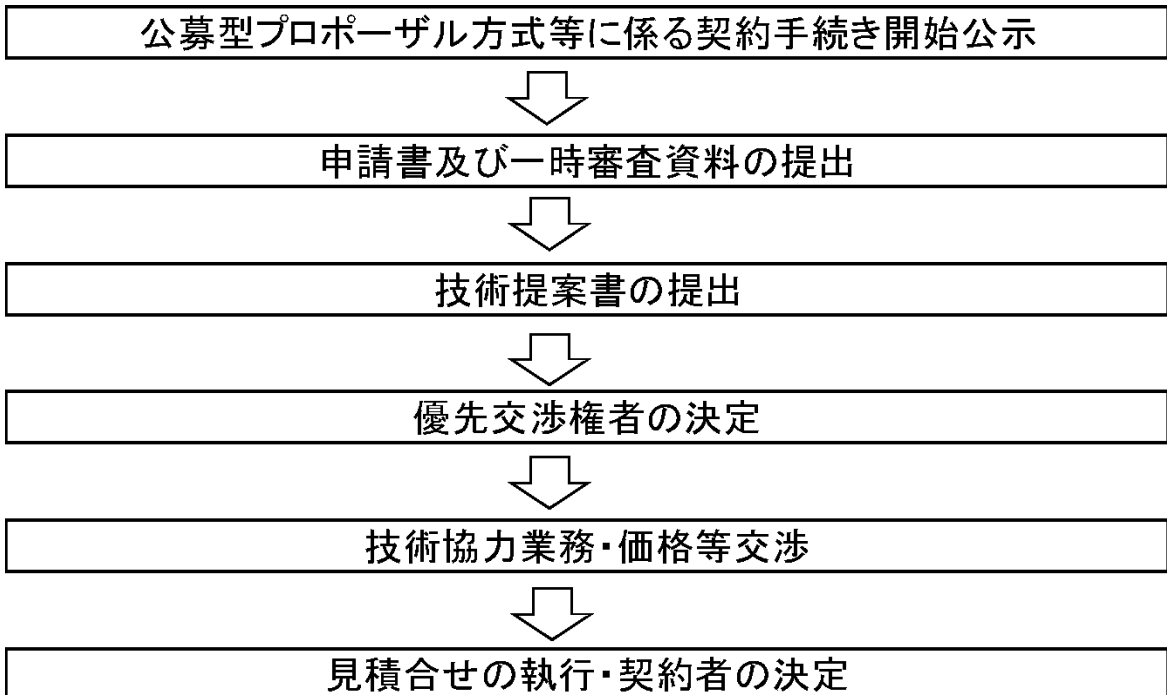 公募型プロポーザル方式等に係る契約手続き開始公示
申請書及び一時審査資料の提出
技術提案書の提出
優先交渉権者の決定
技術協力業務・価格等交渉
見積合せの執行・契約者の決定